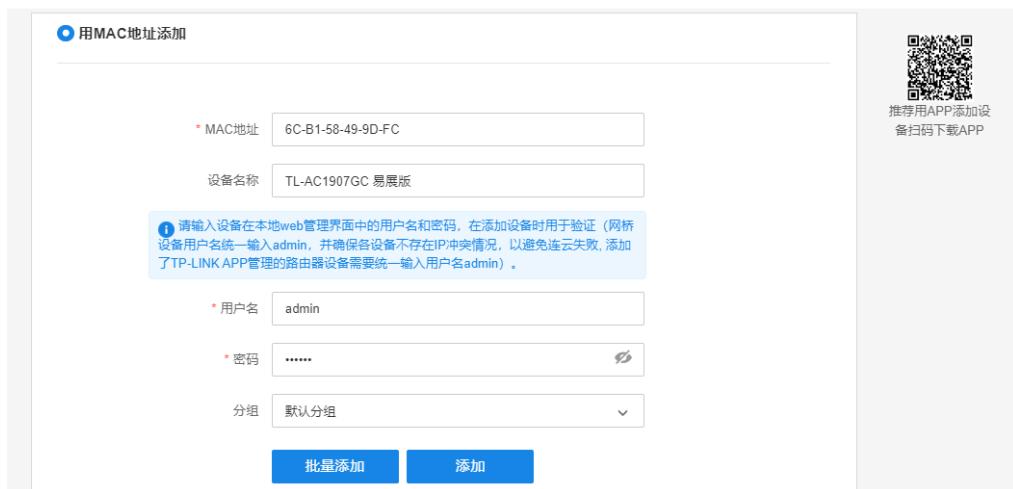 用MAC地址添加
* MAC地址 6C-B1-58-49-9D-FC
设备名称 TL-AC1907GC 易展版
请输入设备在本地web管理界面中的用户名和密码，在添加设备时用于验证（网桥
设备用户名统一输入admin，并确保各设备不存在IP冲突情况，以避免连云失败, 添加
了TP-LINK APP管理的路由器设备需要统一输入用户名admin）。
* 用户名 admin
* 密码 ••••••
分组 默认分组
批量添加 添加
推荐用APP添加设
备扫码下载APP